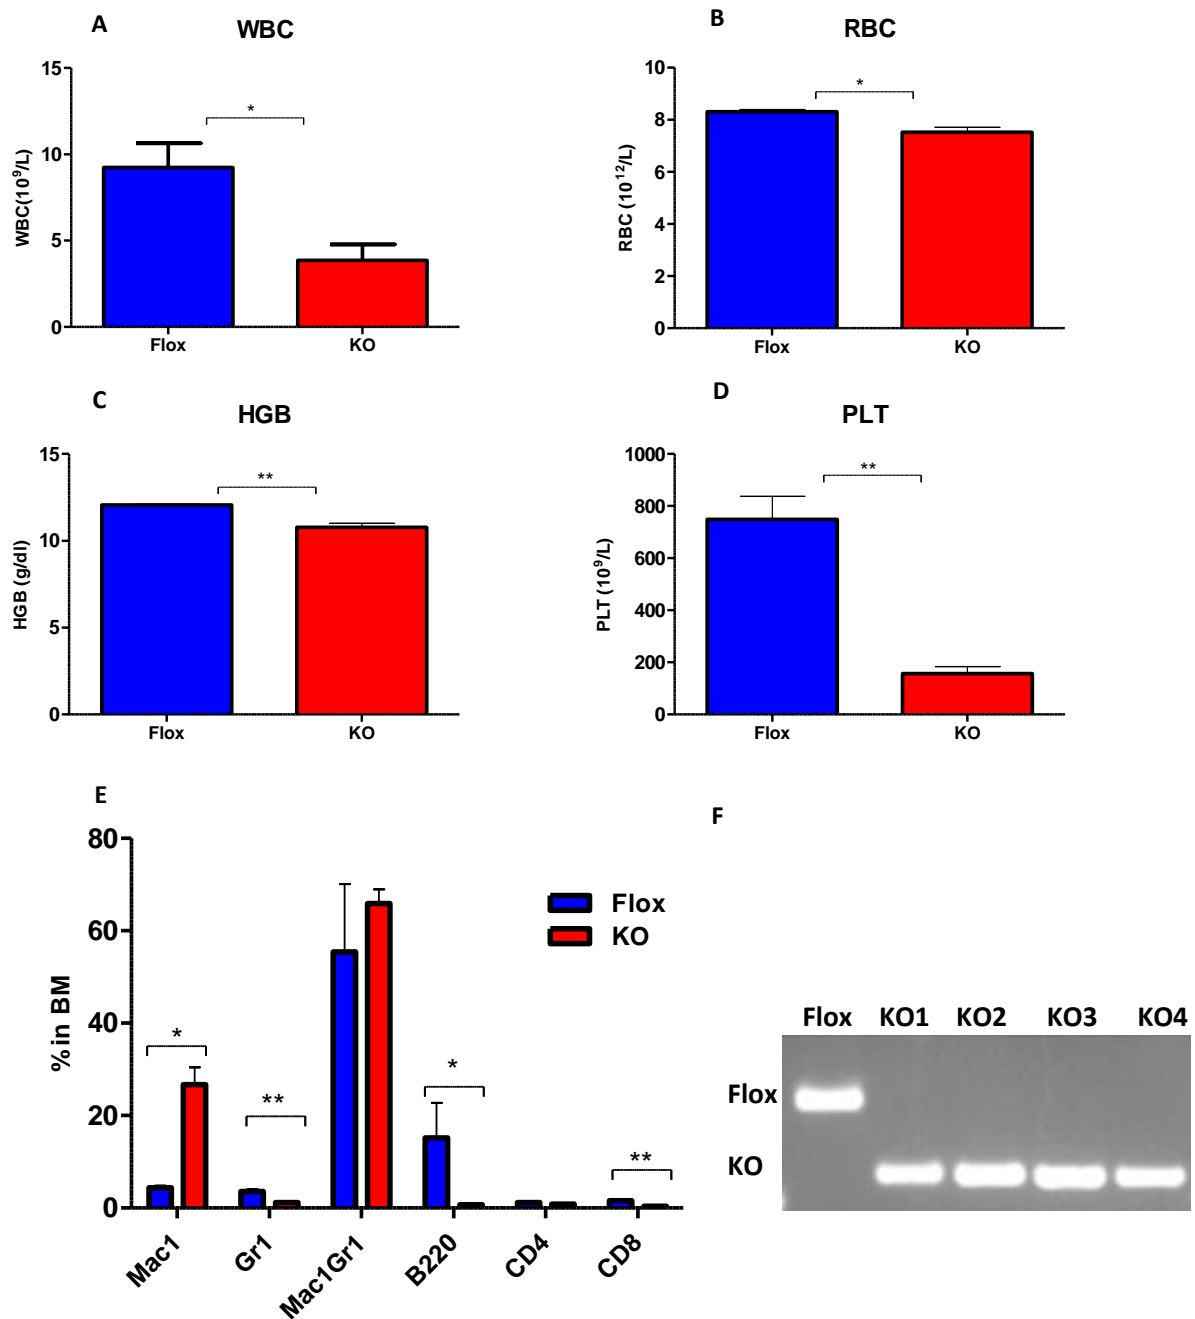 A
WBC
WBC(10⁹/L)
15
10
5
0
*
Flox KO
B
RBC
RBC (10¹²/L)
10
8
6
4
2
0
*
Flox KO
C
HGB
HGB (g/dl)
15
10
5
0
**
Flox KO
D
PLT
PLT (10⁹/L)
1000
800
600
400
200
0
**
Flox KO
E
% in BM
80
60
40
20
0
*
**
*
**
Flox
KO
Mac1 Gr1 Mac1Gr1 B220 CD4 CD8
F
Flox KO1 KO2 KO3 KO4
Flox
KO